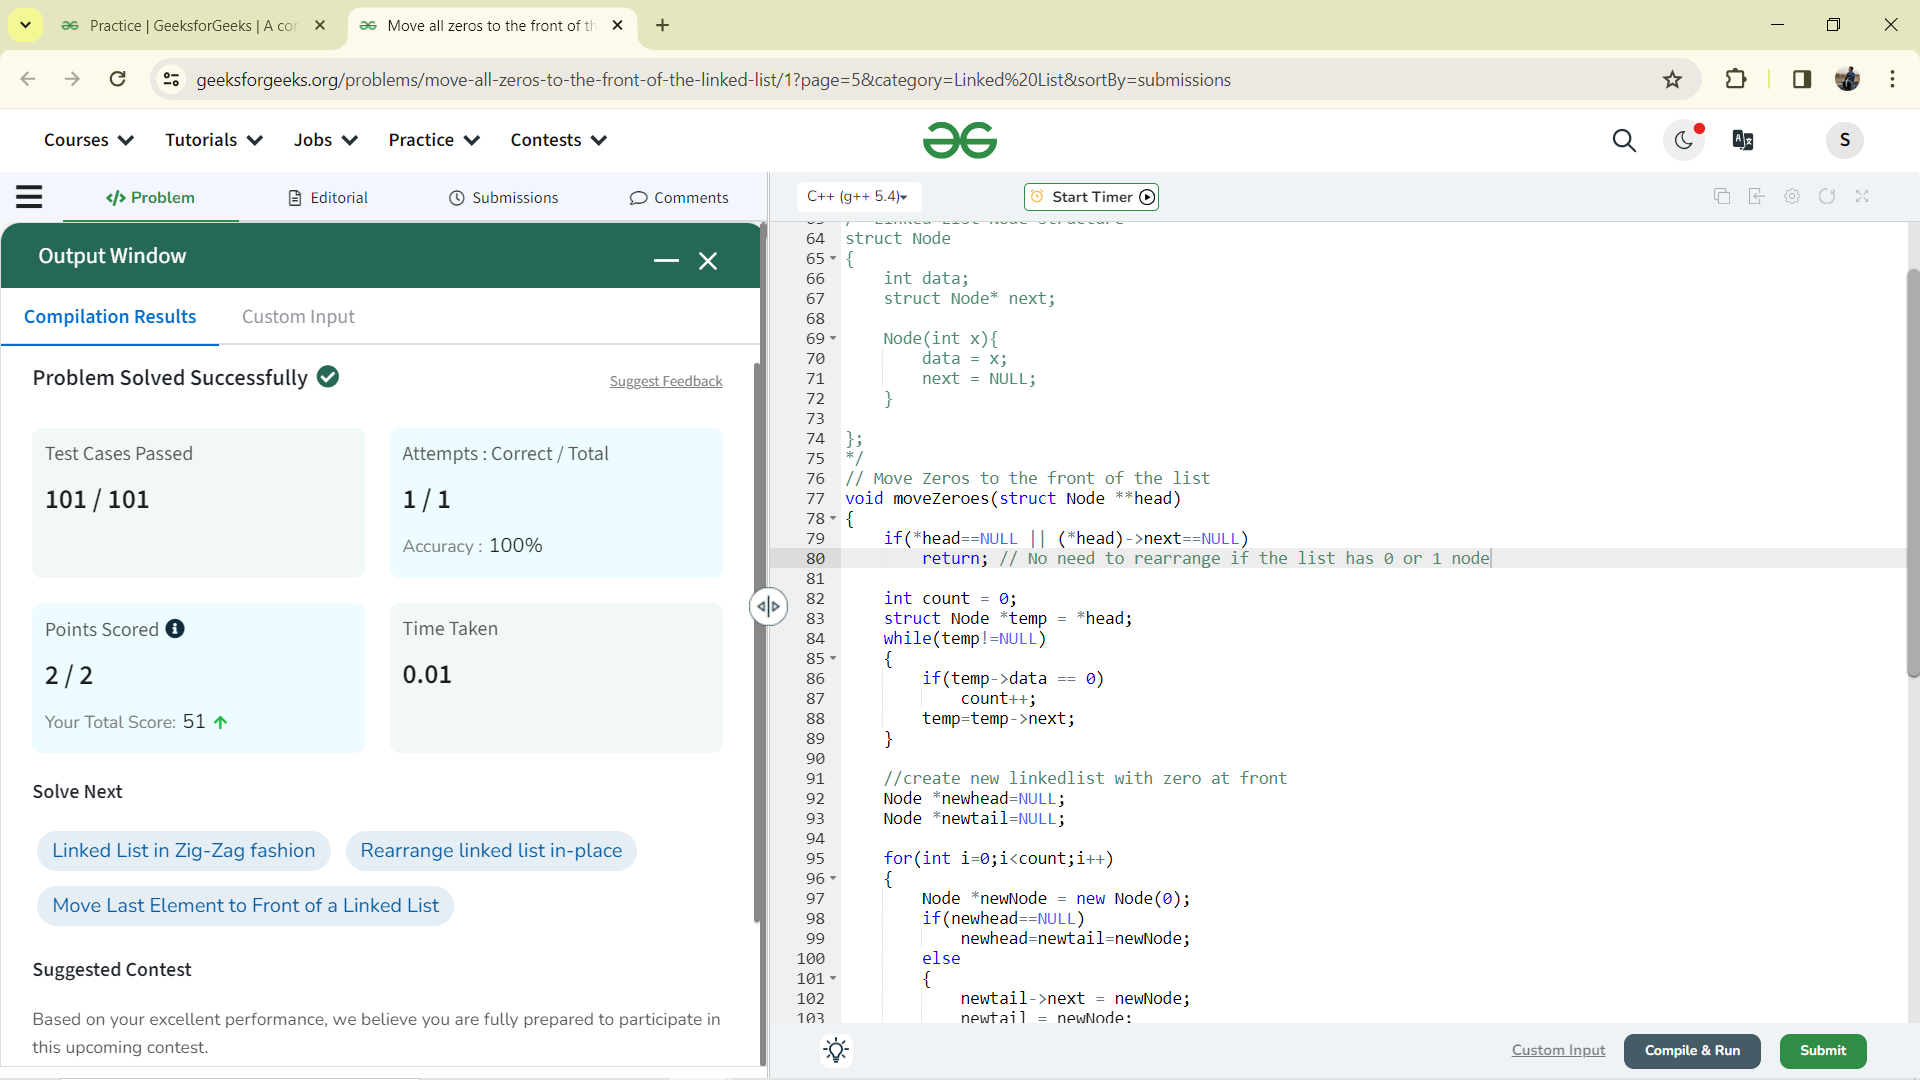 Practice | GeeksforGeeks | A co
Move all zeros to the front of th
geeksforgeeks.org/problems/move-all-zeros-to-the-front-of-the-linked-list/1?page=5&category=Linked%20List&sortBy=submissions
Courses Tutorials Jobs Practice Contests
S
Problem Editorial Submissions Comments
C++ (g++ 5.4) Start Timer
Output Window
Compilation Results Custom Input
Problem Solved Successfully
Suggest Feedback
Test Cases Passed
101 / 101
Attempts : Correct / Total
1 / 1
Accuracy : 100%
Points Scored
2 / 2
Your Total Score: 51
Time Taken
0.01
Solve Next
Linked List in Zig-Zag fashion
Rearrange linked list in-place
Move Last Element to Front of a Linked List
Suggested Contest
Based on your excellent performance, we believe you are fully prepared to participate in
this upcoming contest.
64 struct Node
65 {
66     int data;
67     struct Node* next;
68
69     Node(int x){
70         data = x;
71         next = NULL;
72     }
73
74 };
75 */
76 // Move Zeros to the front of the list
77 void moveZeroes(struct Node **head)
78 {
79     if(*head==NULL || (*head)->next==NULL)
80         return; // No need to rearrange if the list has 0 or 1 node
81
82     int count = 0;
83     struct Node *temp = *head;
84     while(temp!=NULL)
85     {
86         if(temp->data == 0)
87             count++;
88         temp=temp->next;
89     }
90
91     //create new linkedlist with zero at front
92     Node *newhead=NULL;
93     Node *newtail=NULL;
94
95     for(int i=0;i<count;i++)
96     {
97         Node *newNode = new Node(0);
98         if(newhead==NULL)
99             newhead=newtail=newNode;
100         else
101         {
102             newtail->next = newNode;
103             newtail = newNode;
Custom Input Compile & Run Submit